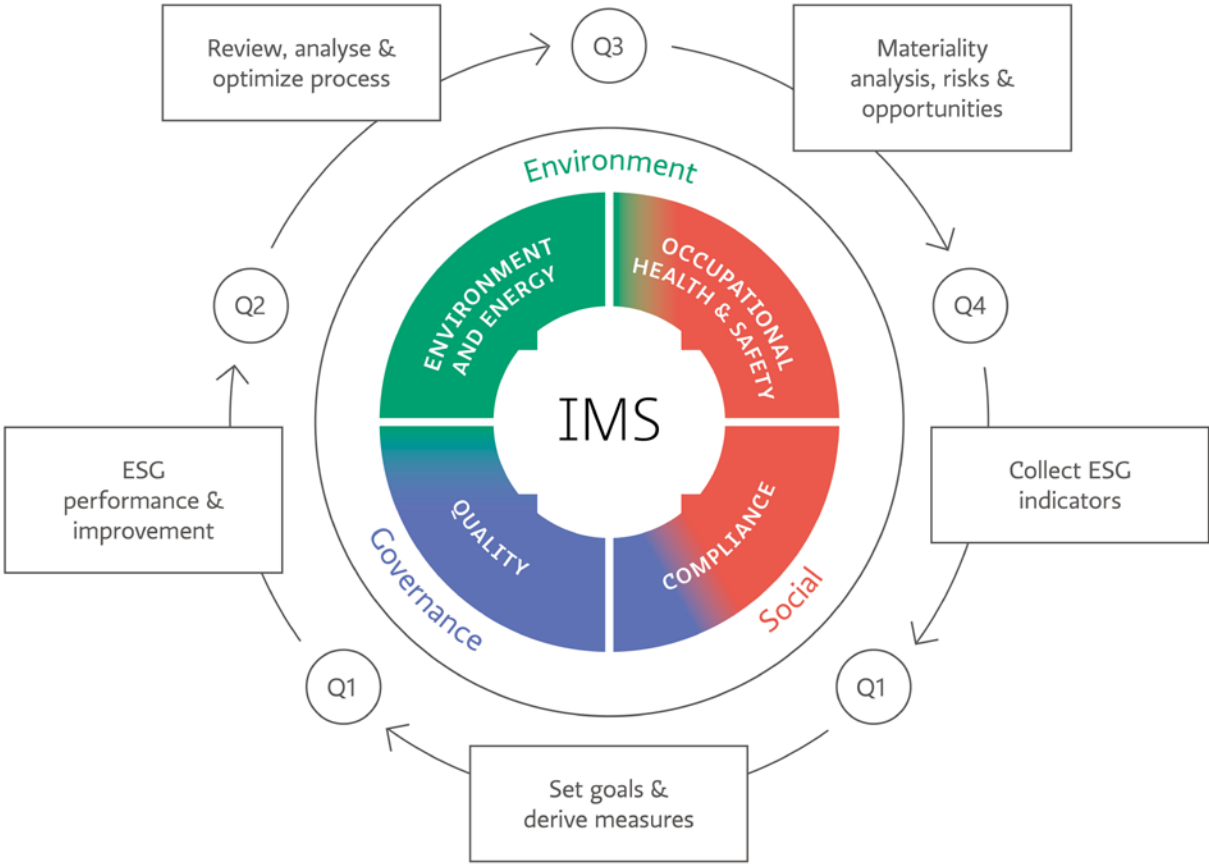 Review, analyse &
optimize process
Q3
Materiality
analysis, risks &
opportunities
Environment
ENVIRONMENT
AND ENERGY
OCCUPATIONAL
HEALTH & SAFETY
Q2
Q4
IMS
ESG
performance &
improvement
Collect ESG
indicators
QUALITY
COMPLIANCE
Governance
Social
Q1
Q1
Set goals &
derive measures